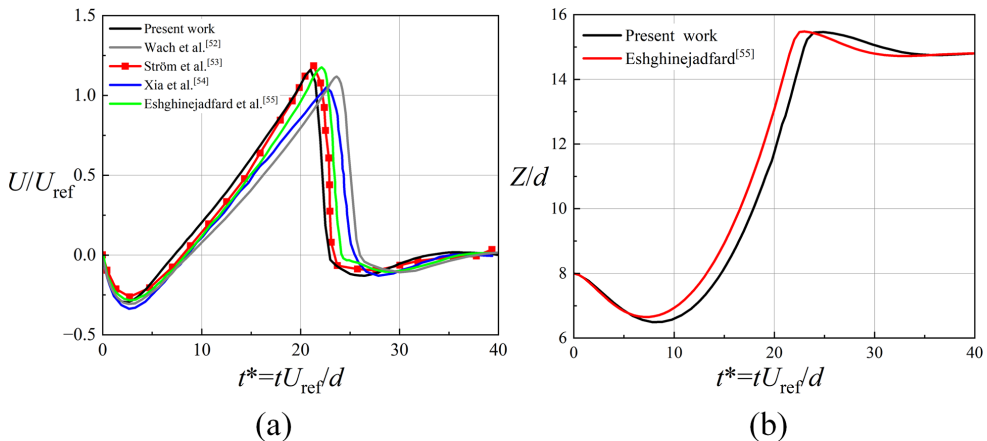 1.5
1.0
0.5
0.0
−0.5
U/Uref
Present work
Wach et al.[52]
Ström et al.[53]
Xia et al.[54]
Eshghinejadfard et al.[55]
0 10 20 30 40
t*=tUref/d
(a)
16
14
12
10
8
6
Z/d
Present work
Eshghinejadfard[55]
0 10 20 30 40
t*=tUref/d
(b)